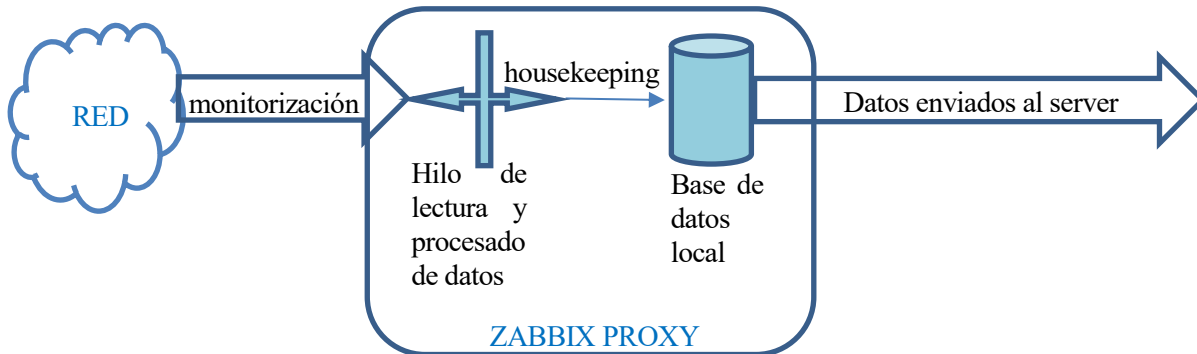 RED
monitorización
housekeeping
Hilo de
lectura y
procesado
de datos
Base de
datos
local
Datos enviados al server
ZABBIX PROXY